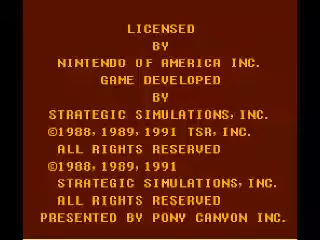 LICENSED
BY
NINTENDO OF AMERICA INC.
GAME DEVELOPED
BY
STRATEGIC SIMULATIONS, INC.
©1988, 1989, 1991 TSR, INC.
ALL RIGHTS RESERVED
©1988, 1989, 1991
STRATEGIC SIMULATIONS, INC.
ALL RIGHTS RESERVED
PRESENTED BY PONY CANYON INC.